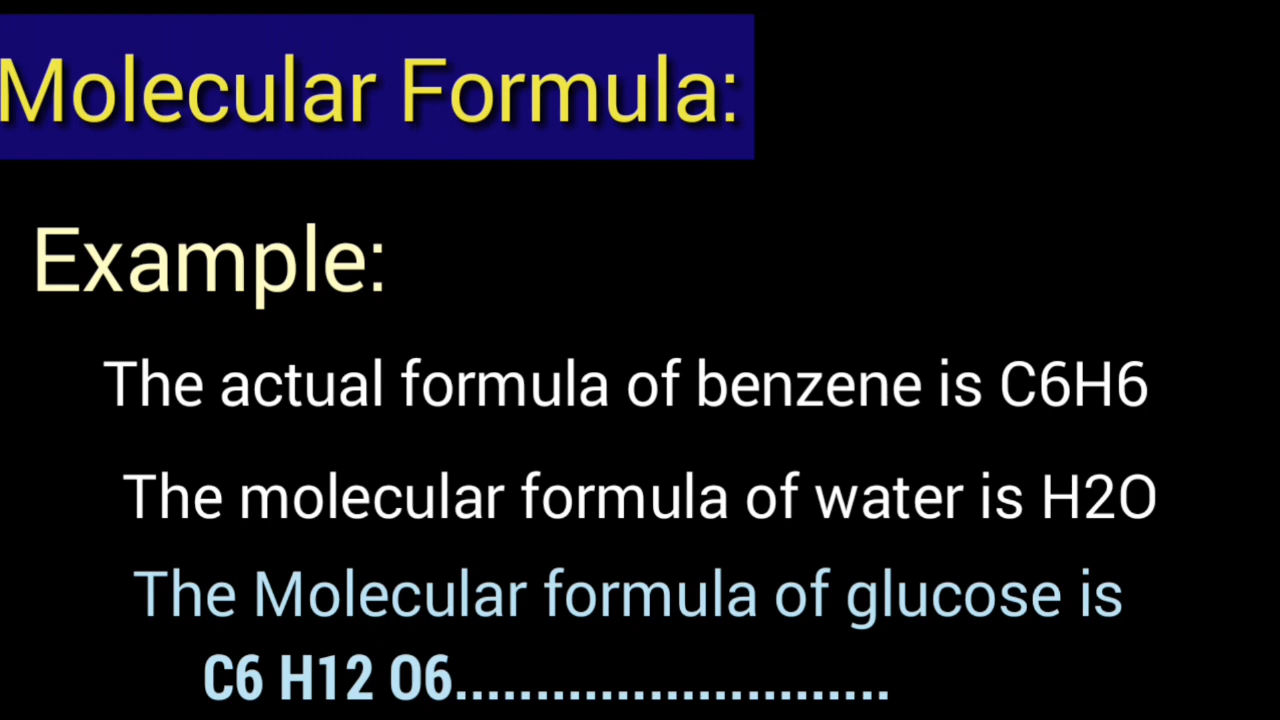 Molecular Formula:
Example:
The actual formula of benzene is C6H6
The molecular formula of water is H2O
The Molecular formula of glucose is
C6 H12 O6...........................